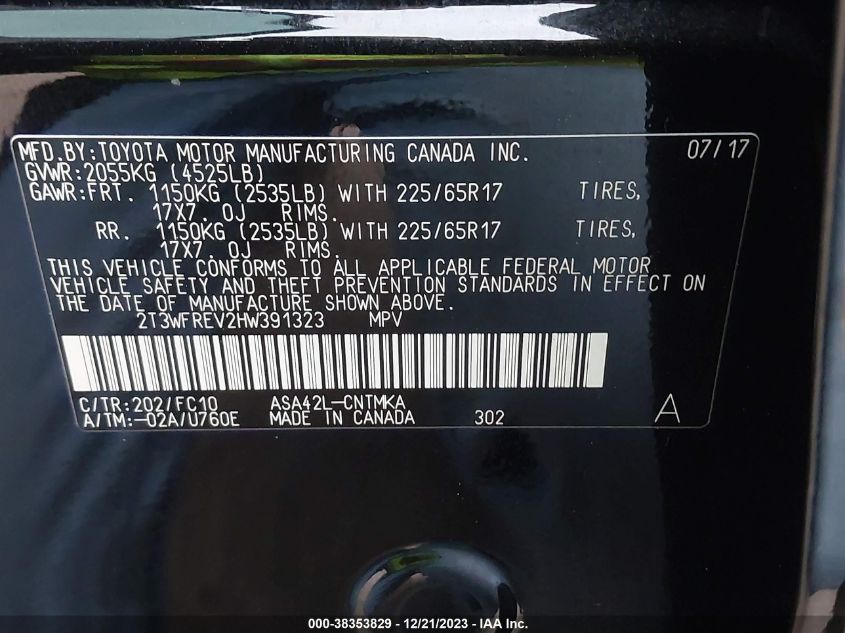 MFD.BY:TOYOTA MOTOR MANUFACTURING CANADA INC. 07/17
GVWR:2055KG (4525LB)
GAWR:FRT. 1150KG (2535LB) WITH 225/65R17 TIRES,
17X7.0J RIMS.
RR. 1150KG (2535LB) WITH 225/65R17 TIRES,
17X7.0J RIMS.
THIS VEHICLE CONFORMS TO ALL APPLICABLE FEDERAL MOTOR
VEHICLE SAFETY AND THEFT PREVENTION STANDARDS IN EFFECT ON
THE DATE OF MANUFACTURE SHOWN ABOVE.
2T3WFREV2HW391323 MPV
C/TR:202/FC10 ASA42L-CNTMKA
A/TM:-02A/U760E MADE IN CANADA 302 A
000-38353829 - 12/21/2023 - IAA Inc.